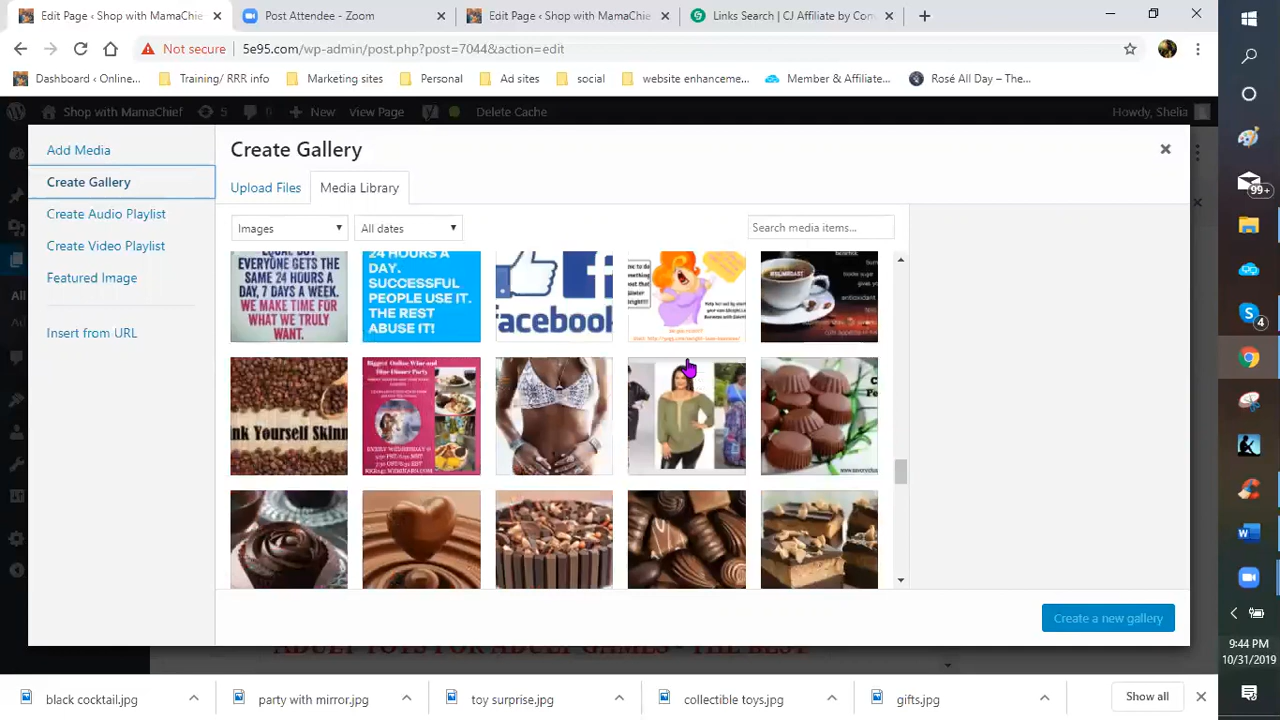 Edit Page ‹ Shop with MamaChief
Post Attendee - Zoom
Edit Page ‹ Shop with MamaChie
Links Search | CJ Affiliate by Com
Not secure
5e95.com/wp-admin/post.php?post=7044&action=edit
Dashboard ‹ Online...
Training/ RRR info
Marketing sites
Personal
Ad sites
social
website enhanceme...
Member & Affiliate...
Rosé All Day – The...
Shop with MamaChief
5
0
New
View Page
Delete Cache
Howdy, Shelia
Add Media
Create Gallery
Create Audio Playlist
Create Video Playlist
Featured Image
Insert from URL
Create Gallery
Upload Files
Media Library
Images
All dates
Search media items...
EVERYONE GETS THE
SAME 24 HOURS A
DAY, 7 DAYS A WEEK.
WE MAKE TIME FOR
WHAT WE TRULY
WANT.
24 HOURS A
DAY.
SUCCESSFUL
PEOPLE USE IT.
THE REST
ABUSE IT!
facebook
nk Yourself Skinn
Biggest Online Wine and
Dine Dinner Party
Create a new gallery
ADULT TOYS FOR ADULT GAMES - THE BEST
99+
4
9:44 PM
10/31/2019
black cocktail.jpg
party with mirror.jpg
toy surprise.jpg
collectible toys.jpg
gifts.jpg
Show all